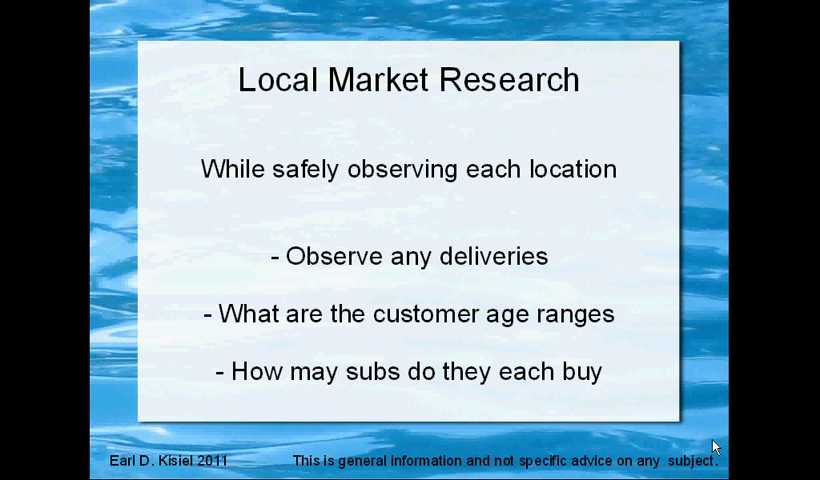 Local Market Research
While safely observing each location
- Observe any deliveries
- What are the customer age ranges
- How may subs do they each buy
Earl D. Kisiel 2011 This is general information and not specific advice on any subject.